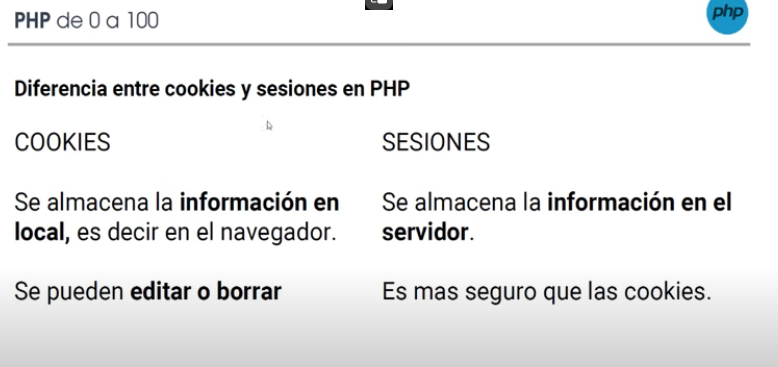 PHP de 0 a 100
php
Diferencia entre cookies y sesiones en PHP
COOKIES
Se almacena la información en
local, es decir en el navegador.
Se pueden editar o borrar
SESIONES
Se almacena la información en el
servidor.
Es mas seguro que las cookies.